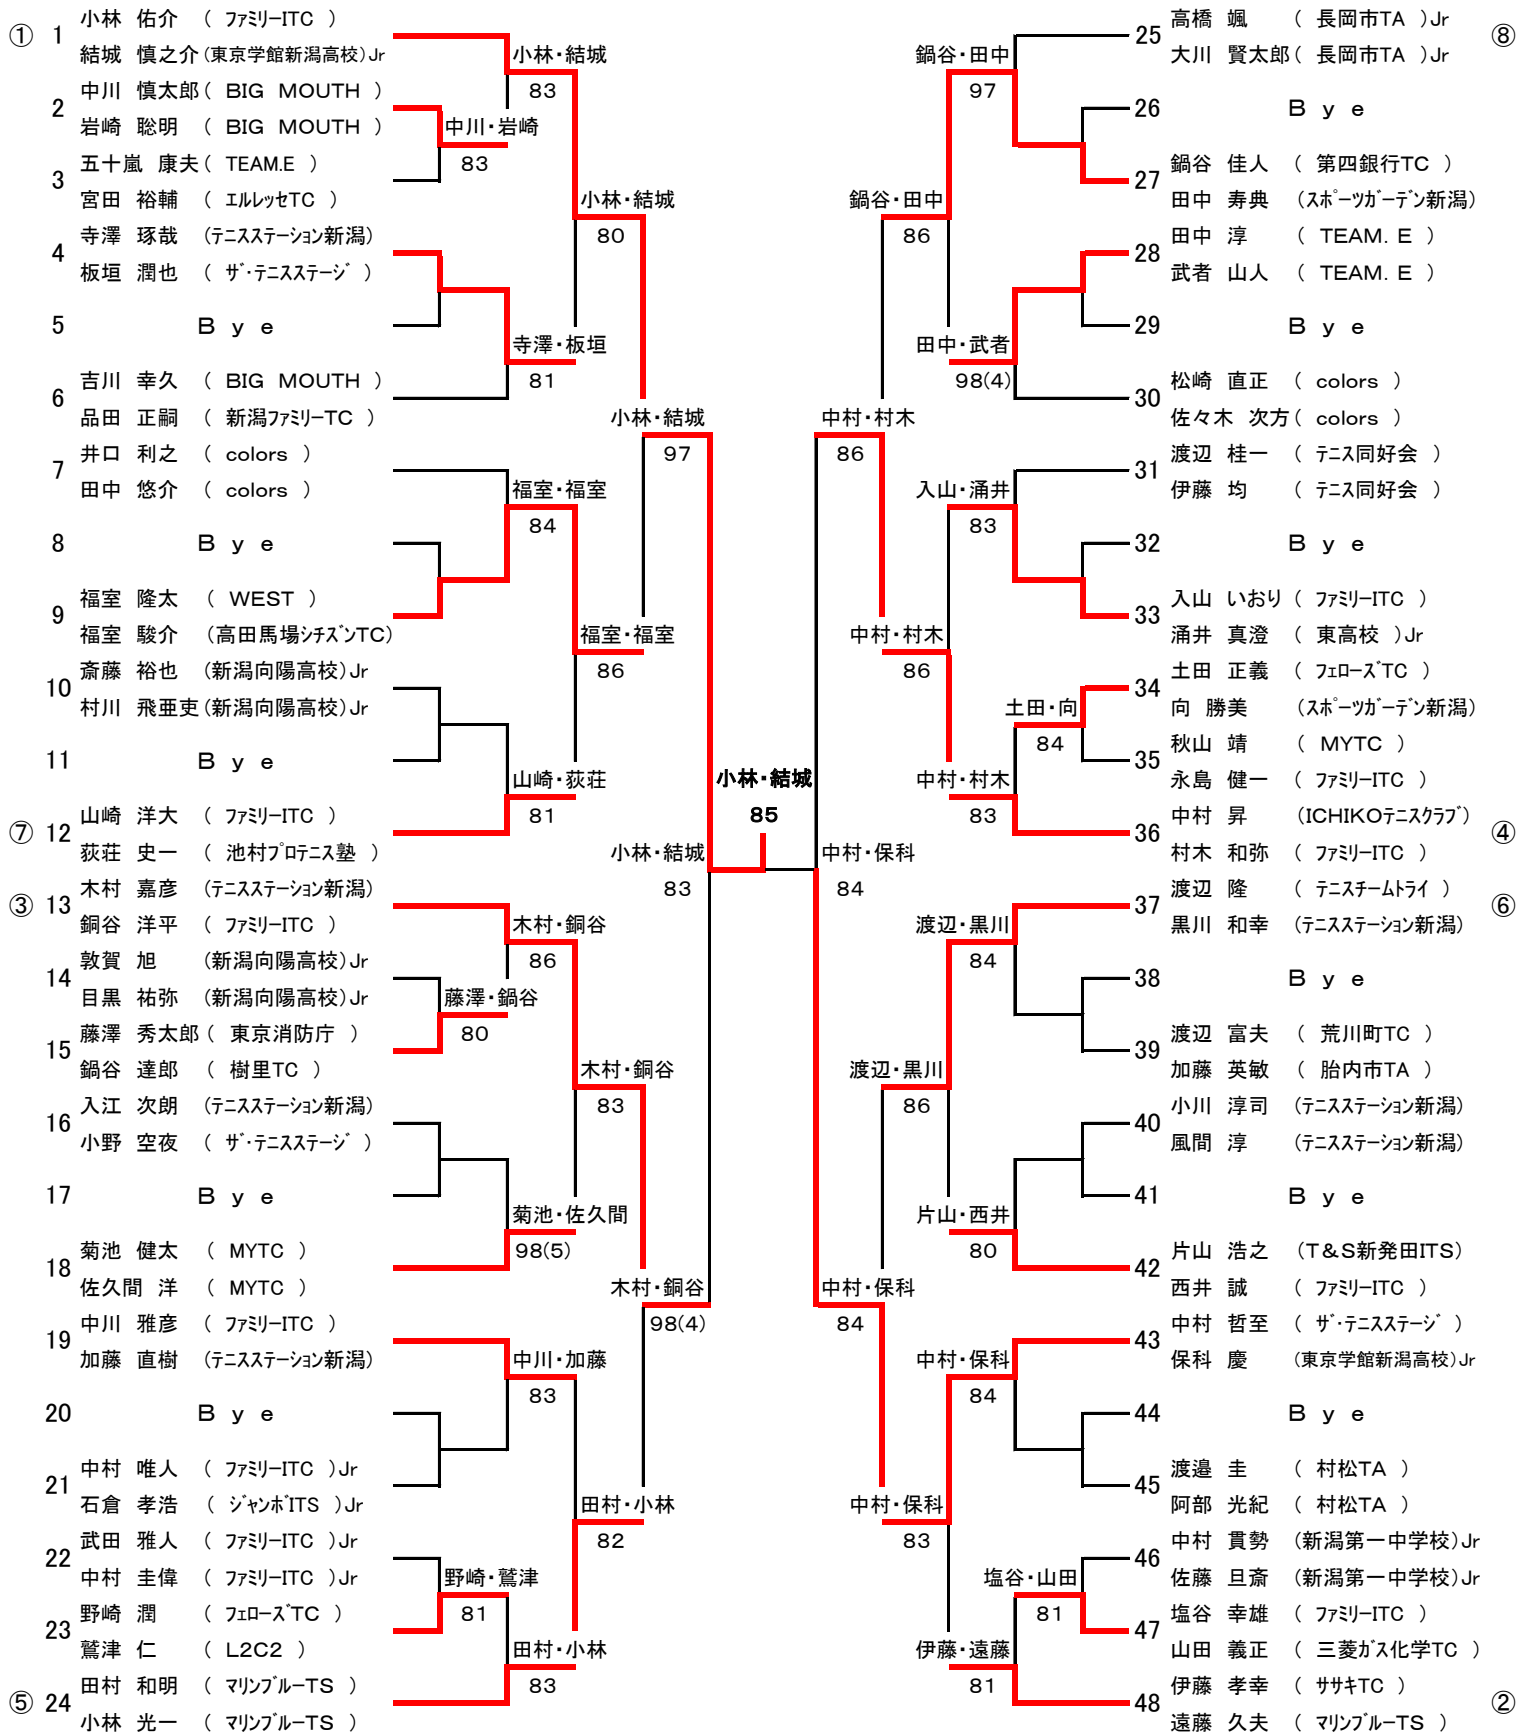 小林 佑介 ( ファミリーITC )
① 1
結城 慎之介(東京学館新潟高校)Jr
中川 慎太郎( BIG MOUTH )
2
岩崎 聡明 ( BIG MOUTH )
五十嵐 康夫( TEAM.E )
3
宮田 裕輔 ( エルレッセTC )
寺澤 琢哉 (テニスステーション新潟)
4
板垣 潤也 ( ザ・テニスステージ )
5 Bye
吉川 幸久 ( BIG MOUTH )
6
品田 正嗣 ( 新潟ファミリーTC )
井口 利之 ( colors )
7
田中 悠介 ( colors )
8 Bye
福室 隆太 ( WEST )
9
福室 駿介 (高田馬場シチズンTC)
斎藤 裕也 (新潟向陽高校)Jr
10
村川 飛亜吏(新潟向陽高校)Jr
11 Bye
山崎 洋大 ( ファミリーITC )
⑦ 12
荻荘 史一 ( 池村プロテニス塾 )
木村 嘉彦 (テニスステーション新潟)
③ 13
銅谷 洋平 ( ファミリーITC )
敦賀 旭 (新潟向陽高校)Jr
14
目黒 祐弥 (新潟向陽高校)Jr
藤澤 秀太郎( 東京消防庁 )
15
鍋谷 達郎 ( 樹里TC )
入江 次朗 (テニスステーション新潟)
16
小野 空夜 ( ザ・テニスステージ )
17 Bye
菊池 健太 ( MYTC )
18
佐久間 洋 ( MYTC )
中川 雅彦 ( ファミリーITC )
19
加藤 直樹 (テニスステーション新潟)
20 Bye
中村 唯人 ( ファミリーITC )Jr
21
石倉 孝浩 ( ジャンボITS )Jr
武田 雅人 ( ファミリーITC )Jr
22
中村 圭偉 ( ファミリーITC )Jr
野崎 潤 ( フェローズTC )
23
鷲津 仁 ( L2C2 )
田村 和明 ( マリンブルーTS )
⑤ 24
小林 光一 ( マリンブルーTS )
中川・岩崎
83
藤澤・鍋谷
80
野崎・鷲津
81
小林・結城
83
寺澤・板垣
81
福室・福室
84
山崎・荻荘
81
木村・銅谷
86
菊池・佐久間
98(5)
中川・加藤
83
田村・小林
83
小林・結城
80
福室・福室
86
木村・銅谷
83
田村・小林
82
小林・結城
97
木村・銅谷
98(4)
小林・結城
83
小林・結城
85
中村・保科
84
中村・村木
86
中村・保科
84
鍋谷・田中
86
中村・村木
86
渡辺・黒川
86
中村・保科
83
鍋谷・田中
97
田中・武者
98(4)
入山・涌井
83
中村・村木
83
渡辺・黒川
84
片山・西井
80
中村・保科
84
伊藤・遠藤
81
土田・向
84
塩谷・山田
81
高橋 颯 ( 長岡市TA )Jr
25 ⑧
大川 賢太郎( 長岡市TA )Jr
26 Bye
鍋谷 佳人 ( 第四銀行TC )
27
田中 寿典 (スポーツガーデン新潟)
田中 淳 ( TEAM.E )
28
武者 山人 ( TEAM.E )
29 Bye
松崎 直正 ( colors )
30
佐々木 次方( colors )
渡辺 桂一 ( テニス同好会 )
31
伊藤 均 ( テニス同好会 )
32 Bye
入山 いおり( ファミリーITC )
33
涌井 真澄 ( 東高校 )Jr
土田 正義 ( フェローズTC )
34
向 勝美 (スポーツガーデン新潟)
秋山 靖 ( MYTC )
35
永島 健一 ( ファミリーITC )
中村 昇 (ICHIKOテニスクラブ)
36 ④
村木 和弥 ( ファミリーITC )
渡辺 隆 ( テニスチームトライ )
37 ⑥
黒川 和幸 (テニスステーション新潟)
38 Bye
渡辺 富夫 ( 荒川町TC )
39
加藤 英敏 ( 胎内市TA )
小川 淳司 (テニスステーション新潟)
40
風間 淳 (テニスステーション新潟)
41 Bye
片山 浩之 (T&S新発田ITS)
42
西井 誠 ( ファミリーITC )
中村 哲至 ( ザ・テニスステージ )
43
保科 慶 (東京学館新潟高校)Jr
44 Bye
渡邉 圭 ( 村松TA )
45
阿部 光紀 ( 村松TA )
中村 貫勢 (新潟第一中学校)Jr
46
佐藤 旦斎 (新潟第一中学校)Jr
塩谷 幸雄 ( ファミリーITC )
47
山田 義正 ( 三菱ガス化学TC )
伊藤 孝幸 ( ササキTC )
48 ②
遠藤 久夫 ( マリンブルーTS )